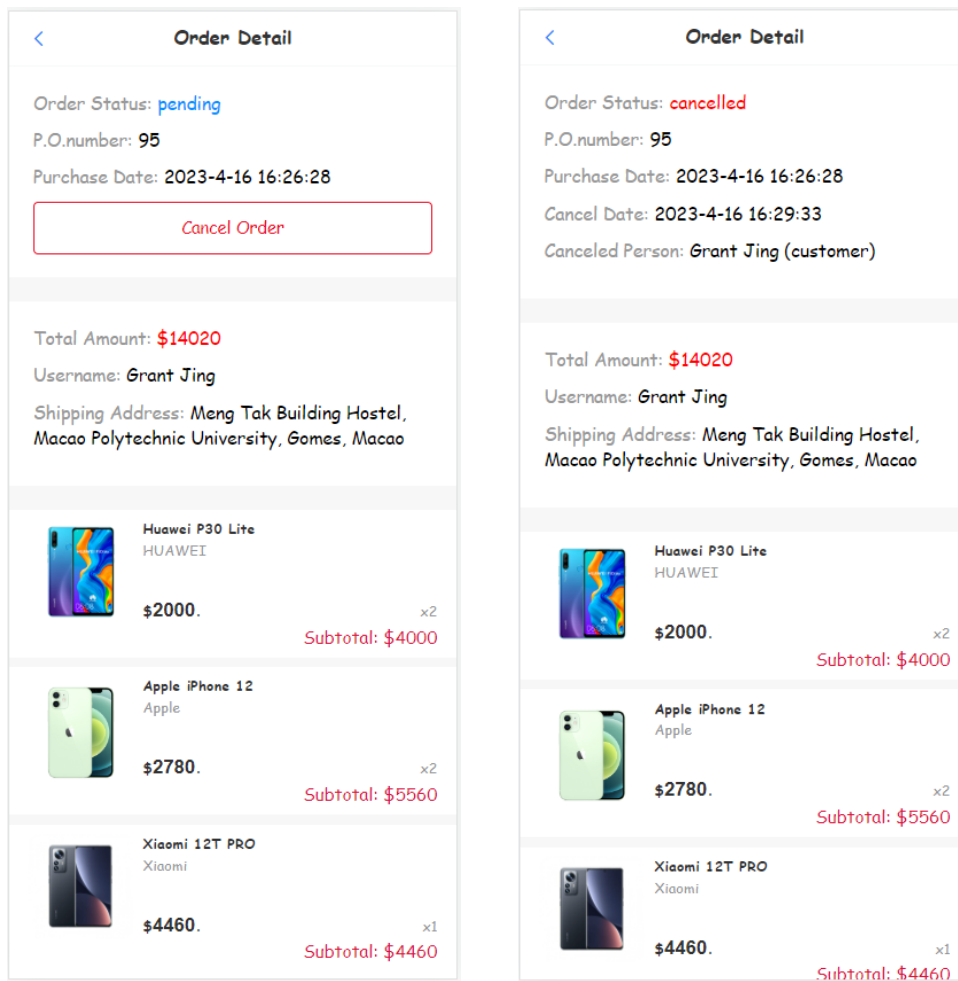 Order Detail
Order Status: pending
P.O.number: 95
Purchase Date: 2023-4-16 16:26:28
Cancel Order
Total Amount: $14020
Username: Grant Jing
Shipping Address: Meng Tak Building Hostel,
Macao Polytechnic University, Gomes, Macao
Huawei P30 Lite
HUAWEI
$2000.
x2
Subtotal: $4000
Apple iPhone 12
Apple
$2780.
x2
Subtotal: $5560
Xiaomi 12T PRO
Xiaomi
$4460.
x1
Subtotal: $4460
Order Detail
Order Status: cancelled
P.O.number: 95
Purchase Date: 2023-4-16 16:26:28
Cancel Date: 2023-4-16 16:29:33
Canceled Person: Grant Jing (customer)
Total Amount: $14020
Username: Grant Jing
Shipping Address: Meng Tak Building Hostel,
Macao Polytechnic University, Gomes, Macao
Huawei P30 Lite
HUAWEI
$2000.
x2
Subtotal: $4000
Apple iPhone 12
Apple
$2780.
x2
Subtotal: $5560
Xiaomi 12T PRO
Xiaomi
$4460.
x1
Subtotal: $4460